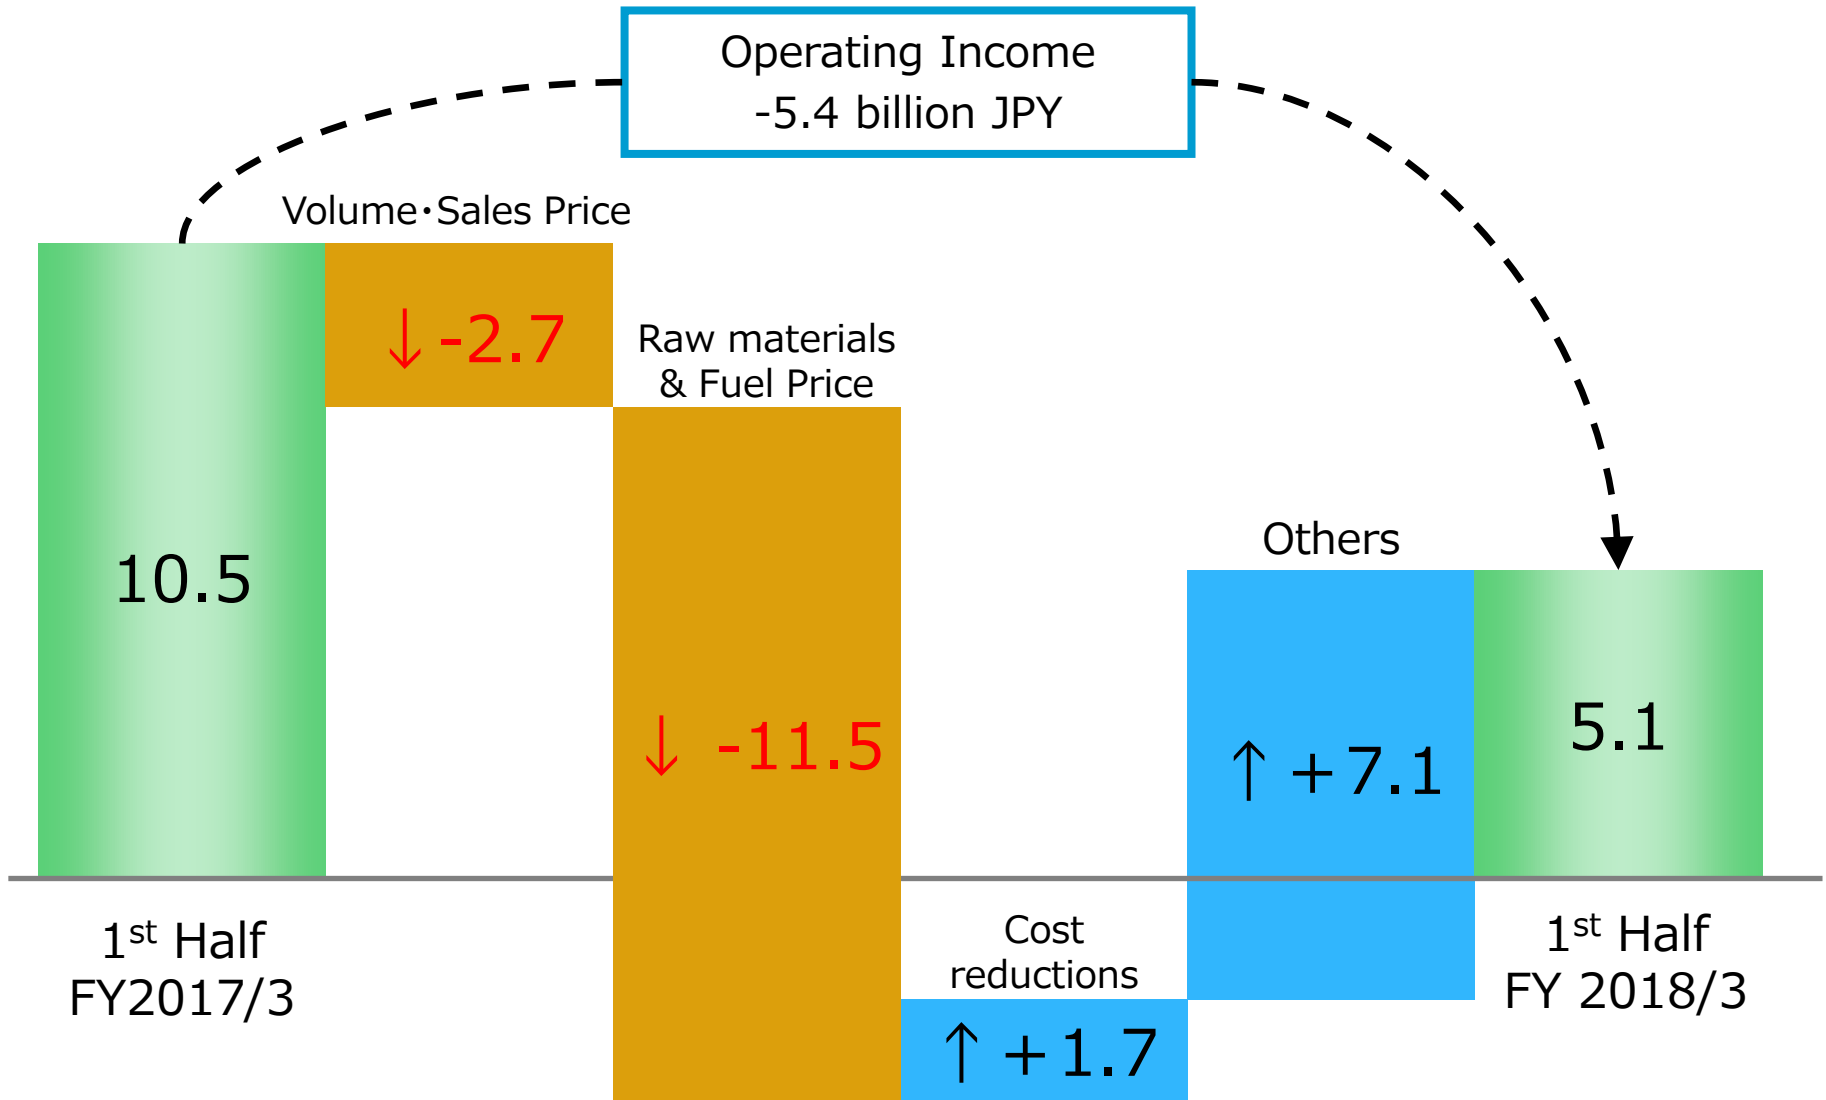 Operating Income
-5.4 billion JPY
Volume・Sales Price
↓-2.7
Raw materials
& Fuel Price
10.5
↓ -11.5
Others
↑+7.1
5.1
1st Half
FY2017/3
Cost
reductions
↑+1.7
1st Half
FY 2018/3